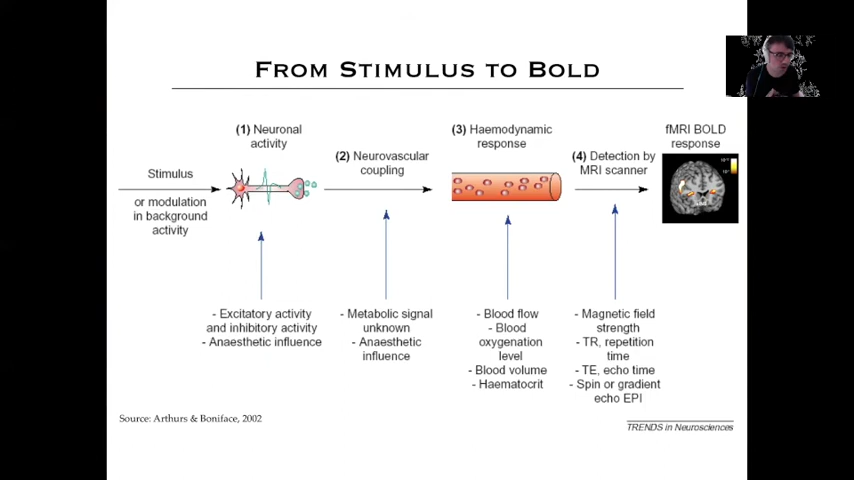 FROM STIMULUS TO BOLD
(1) Neuronal
activity
(2) Neurovascular
coupling
(3) Haemodynamic
response
(4) Detection by
MRI scanner
fMRI BOLD
response
Stimulus
or modulation
in background
activity
- Excitatory activity
and inhibitory activity
- Anaesthetic influence
- Metabolic signal
unknown
- Anaesthetic
influence
- Blood flow
- Blood
oxygenation
level
- Blood volume
- Haematocrit
- Magnetic field
strength
- TR, repetition
time
- TE, echo time
- Spin or gradient
echo EPI
Source: Arthurs & Boniface, 2002
TRENDS in Neurosciences